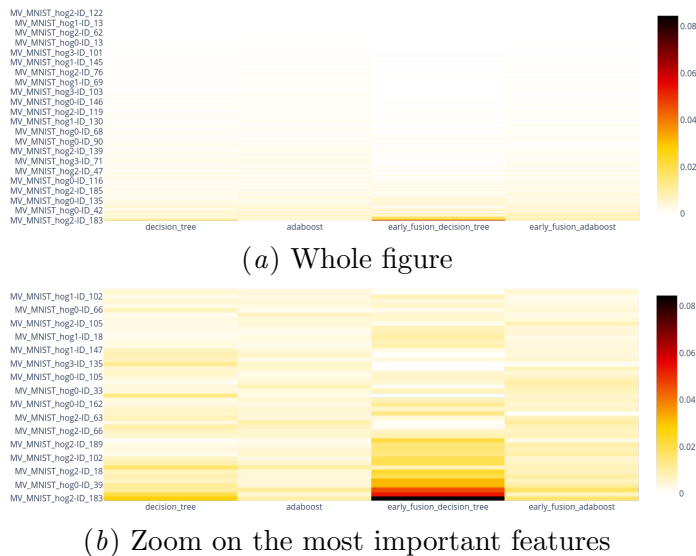 MV_MNIST_hog2-ID_122
MV_MNIST_hog1-ID_13
MV_MNIST_hog2-ID_62
MV_MNIST_hog0-ID_13
MV_MNIST_hog3-ID_101
MV_MNIST_hog1-ID_145
MV_MNIST_hog2-ID_76
MV_MNIST_hog1-ID_69
MV_MNIST_hog3-ID_103
MV_MNIST_hog0-ID_146
MV_MNIST_hog2-ID_119
MV_MNIST_hog1-ID_130
MV_MNIST_hog0-ID_68
MV_MNIST_hog0-ID_90
MV_MNIST_hog2-ID_139
MV_MNIST_hog3-ID_71
MV_MNIST_hog2-ID_47
MV_MNIST_hog0-ID_116
MV_MNIST_hog2-ID_185
MV_MNIST_hog0-ID_135
MV_MNIST_hog0-ID_42
MV_MNIST_hog2-ID_183
decision_tree adaboost early_fusion_decision_tree early_fusion_adaboost
0.08
0.06
0.04
0.02
0
(a) Whole figure
MV_MNIST_hog1-ID_102
MV_MNIST_hog0-ID_66
MV_MNIST_hog2-ID_105
MV_MNIST_hog1-ID_18
MV_MNIST_hog1-ID_147
MV_MNIST_hog3-ID_135
MV_MNIST_hog0-ID_105
MV_MNIST_hog0-ID_33
MV_MNIST_hog0-ID_162
MV_MNIST_hog2-ID_63
MV_MNIST_hog2-ID_66
MV_MNIST_hog2-ID_189
MV_MNIST_hog2-ID_102
MV_MNIST_hog2-ID_18
MV_MNIST_hog0-ID_39
MV_MNIST_hog2-ID_183
decision_tree adaboost early_fusion_decision_tree early_fusion_adaboost
0.08
0.06
0.04
0.02
0
(b) Zoom on the most important features